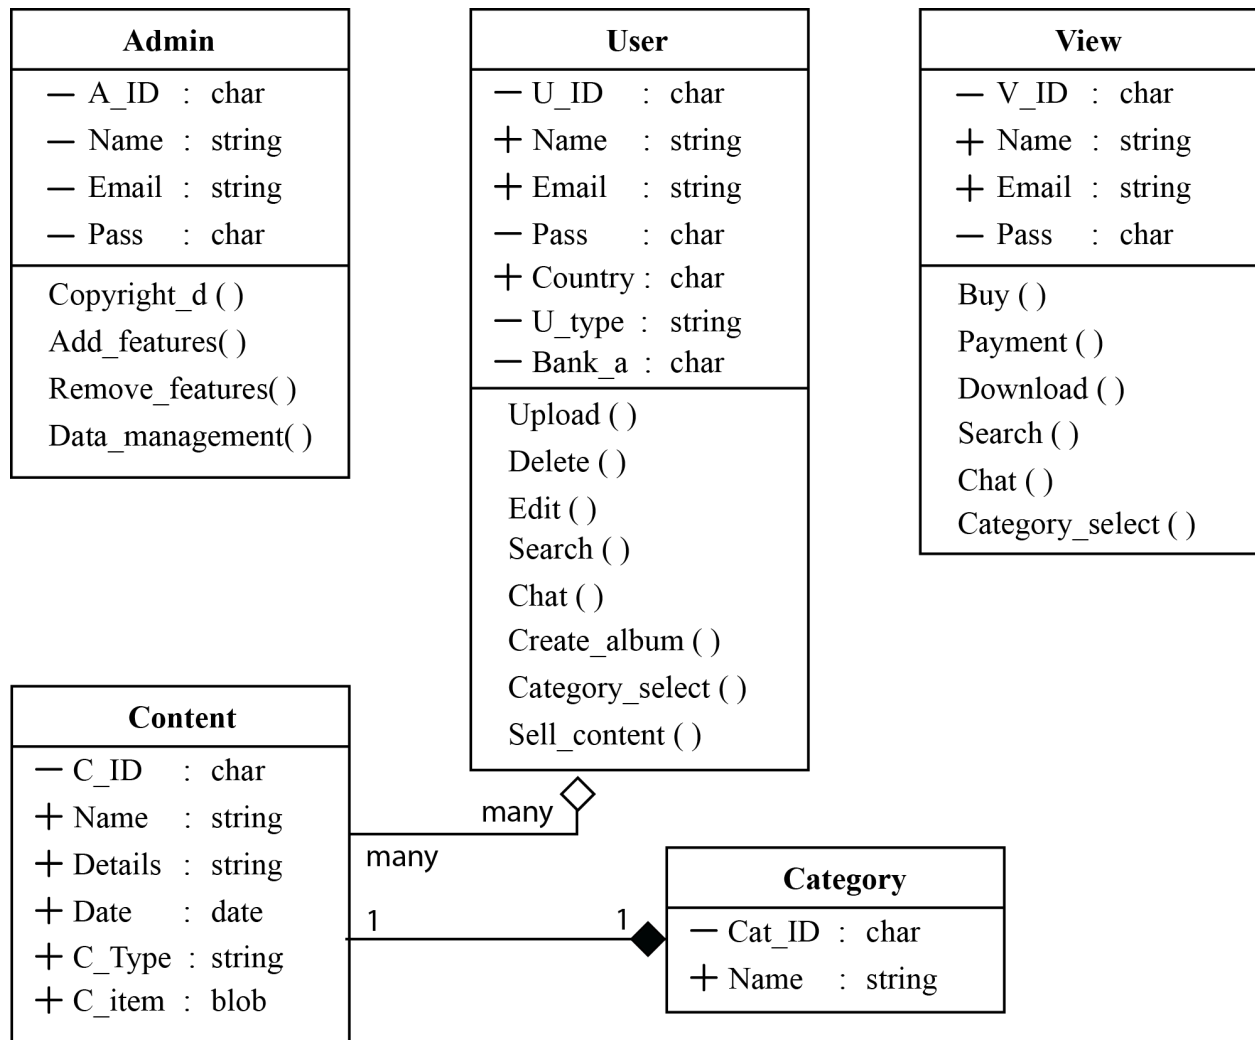 Admin
— A_ID : char
— Name : string
— Email : string
— Pass : char
Copyright_d ( )
Add_features( )
Remove_features( )
Data_management( )
User
— U_ID : char
+ Name : string
+ Email : string
— Pass : char
+ Country : char
— U_type : string
— Bank_a : char
Upload ( )
Delete ( )
Edit ( )
Search ( )
Chat ( )
Create_album ( )
Category_select ( )
Sell_content ( )
View
— V_ID : char
+ Name : string
+ Email : string
— Pass : char
Buy ( )
Payment ( )
Download ( )
Search ( )
Chat ( )
Category_select ( )
Content
— C_ID : char
+ Name : string
+ Details : string
+ Date : date
+ C_Type : string
+ C_item : blob
many
many
1
1
Category
— Cat_ID : char
+ Name : string